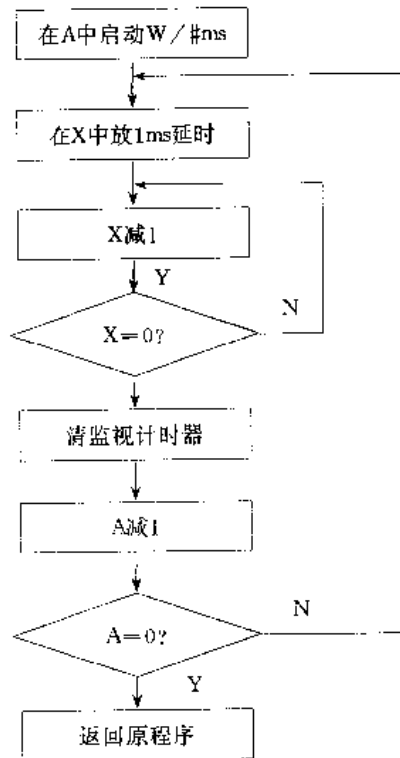 在A中启动W/#ms
在X中放1ms延时
X减1
Y
X=0?
N
清监视计时器
A减1
N
A=0?
Y
返回原程序